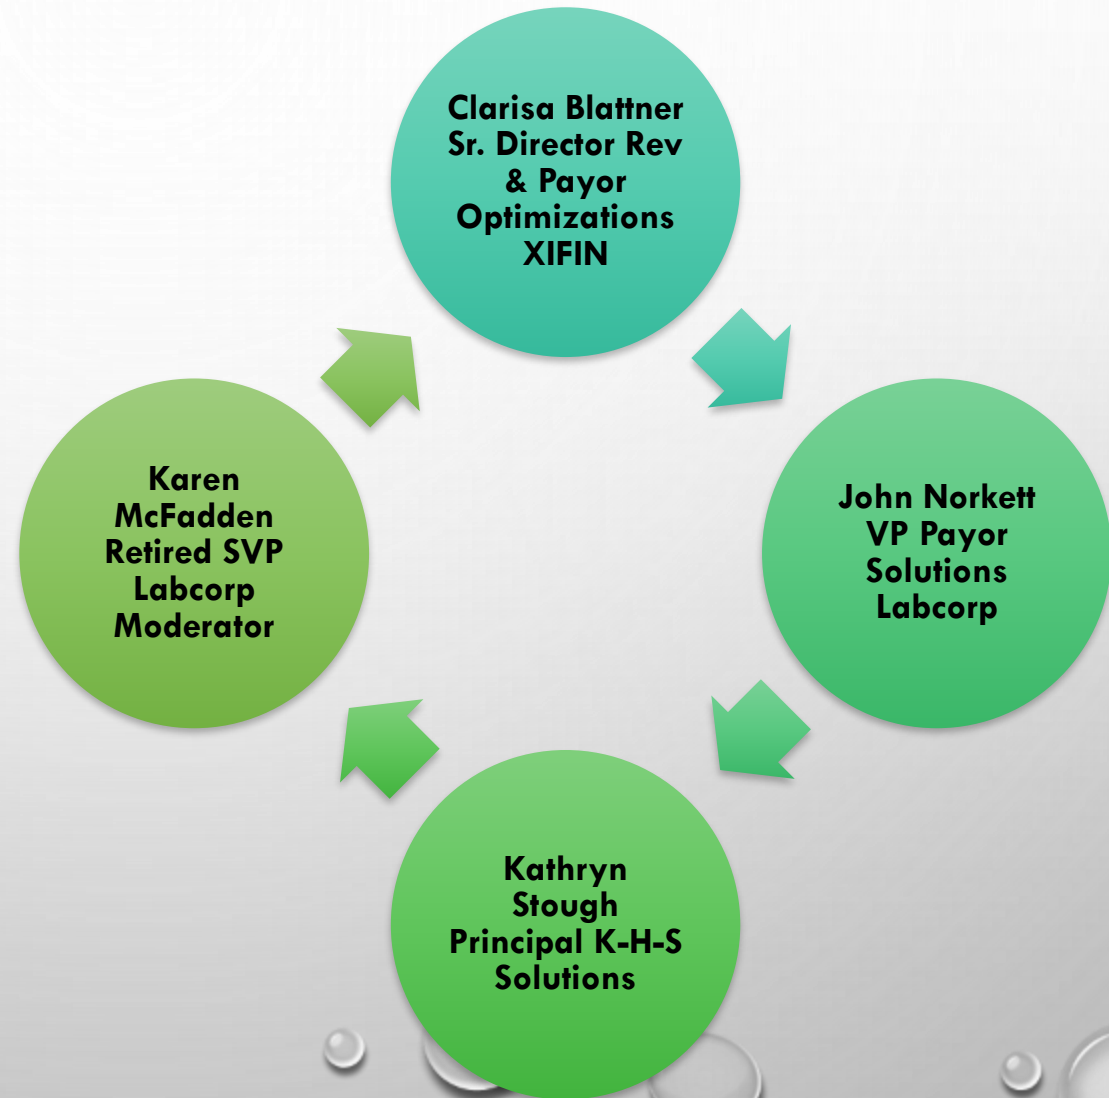 Clarisa Blattner
Sr. Director Rev
& Payor
Optimizations
XIFIN
John Norkett
VP Payor
Solutions
Labcorp
Kathryn
Stough
Principal K-H-S
Solutions
Karen
McFadden
Retired SVP
Labcorp
Moderator